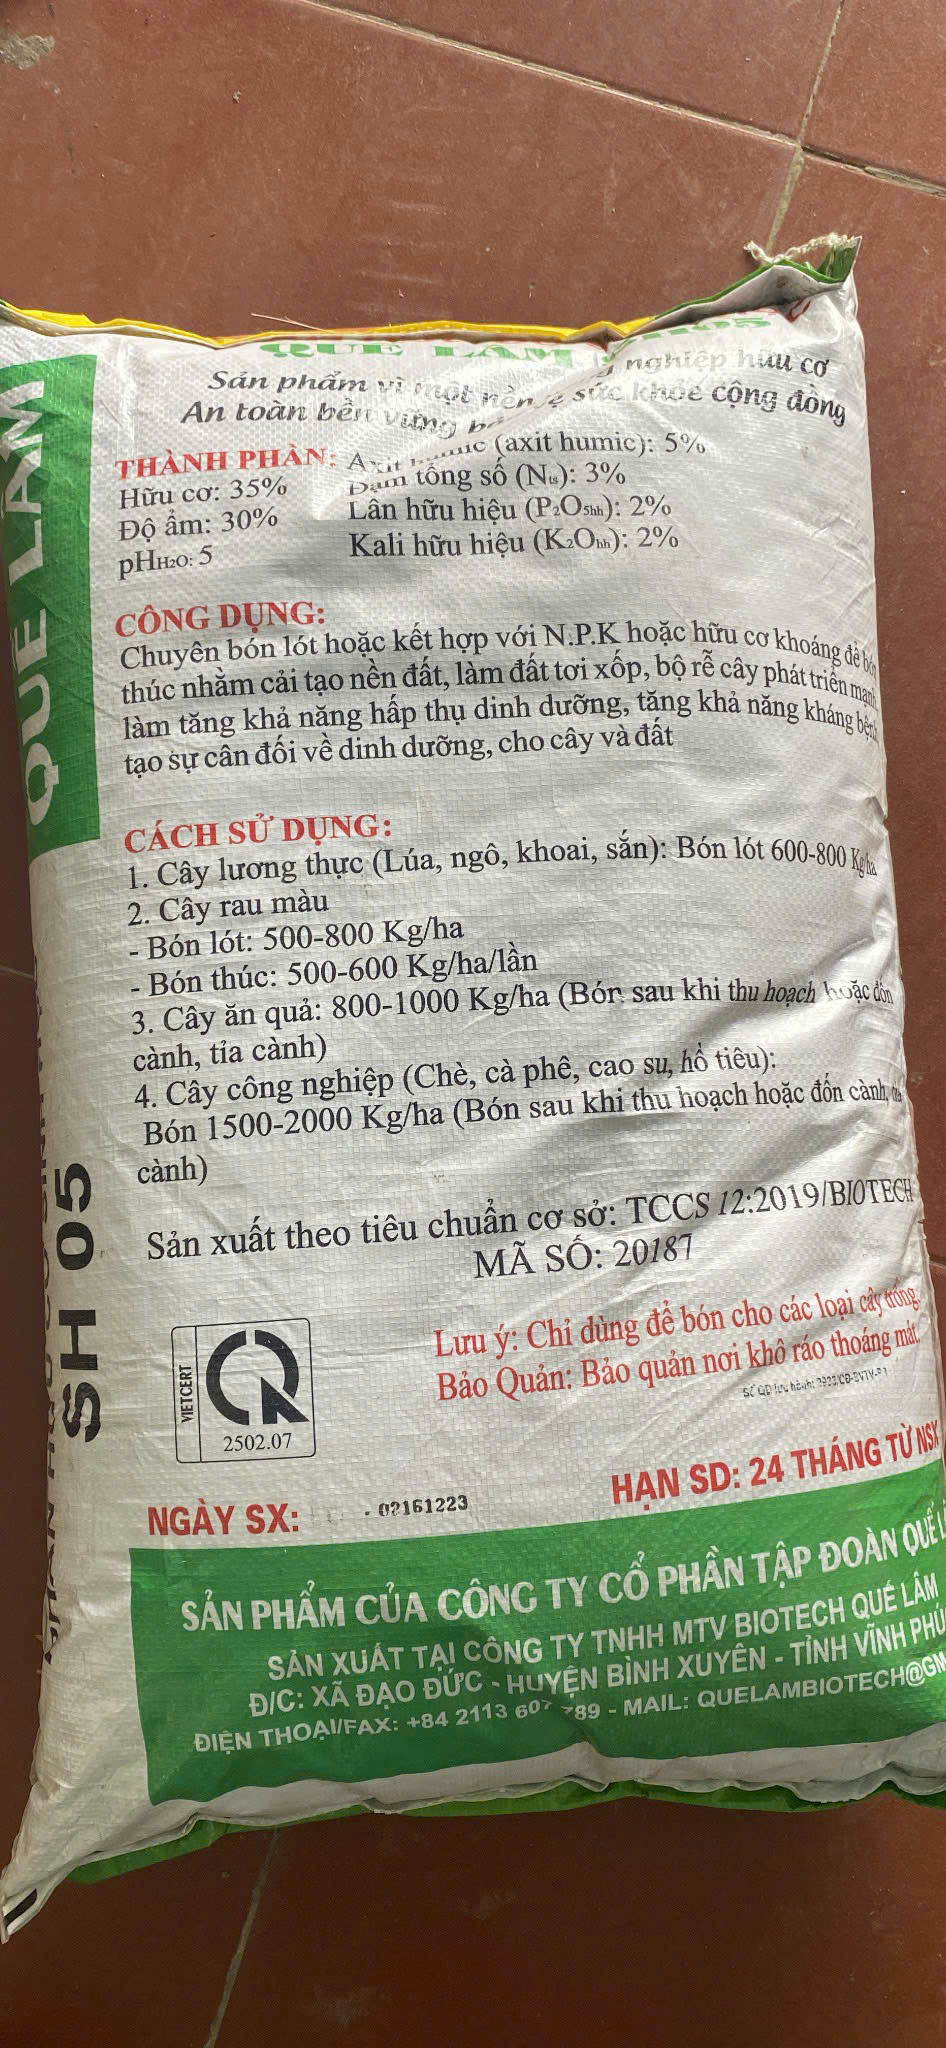 QUẾ LÂM
Sản phẩm vì một nền nghiệp hữu cơ
An toàn bền vững sức khỏe cộng đồng
THÀNH PHẦN: Axit humic (axit humic): 5%
Hữu cơ: 35% Đạm tổng số (Nts): 3%
Độ ẩm: 30% Lân hữu hiệu (P2O5hh): 2%
pHH2O: 5 Kali hữu hiệu (K2Ohh): 2%
CÔNG DỤNG:
Chuyên bón lót hoặc kết hợp với N.P.K hoặc hữu cơ khoáng để bón
thúc nhằm cải tạo nền đất, làm đất tơi xốp, bộ rễ cây phát triển mạnh,
làm tăng khả năng hấp thụ dinh dưỡng, tăng khả năng kháng bệnh
tạo sự cân đối về dinh dưỡng, cho cây và đất
CÁCH SỬ DỤNG:
1. Cây lương thực (Lúa, ngô, khoai, sắn): Bón lót 600-800 Kg/ha
2. Cây rau màu
- Bón lót: 500-800 Kg/ha
- Bón thúc: 500-600 Kg/ha/lần
3. Cây ăn quả: 800-1000 Kg/ha (Bón sau khi thu hoạch hoặc đốn
cành, tỉa cành)
4. Cây công nghiệp (Chè, cà phê, cao su, hồ tiêu):
Bón 1500-2000 Kg/ha (Bón sau khi thu hoạch hoặc đốn cành,
cành)
Sản xuất theo tiêu chuẩn cơ sở: TCCS 12:2019/BIOTECH
MÃ SỐ: 20187
Lưu ý: Chỉ dùng để bón cho các loại cây trồng.
Bảo Quản: Bảo quản nơi khô ráo thoáng mát.
Số QĐ lưu hành:
VIETCERT
2502.07
NGÀY SX: 02161223
HẠN SD: 24 THÁNG TỪ NSX
SẢN PHẨM CỦA CÔNG TY CỔ PHẦN TẬP ĐOÀN QUẾ
SẢN XUẤT TẠI CÔNG TY TNHH MTV BIOTECH QUẾ LÂM
Đ/C: XÃ ĐẠO ĐỨC - HUYỆN BÌNH XUYÊN - TỈNH VĨNH PHÚ
ĐIỆN THOẠI/FAX: +84 2113 607 789 - MAIL: QUELAMBIOTECH@GM
QUẾ LÂM
SH 05